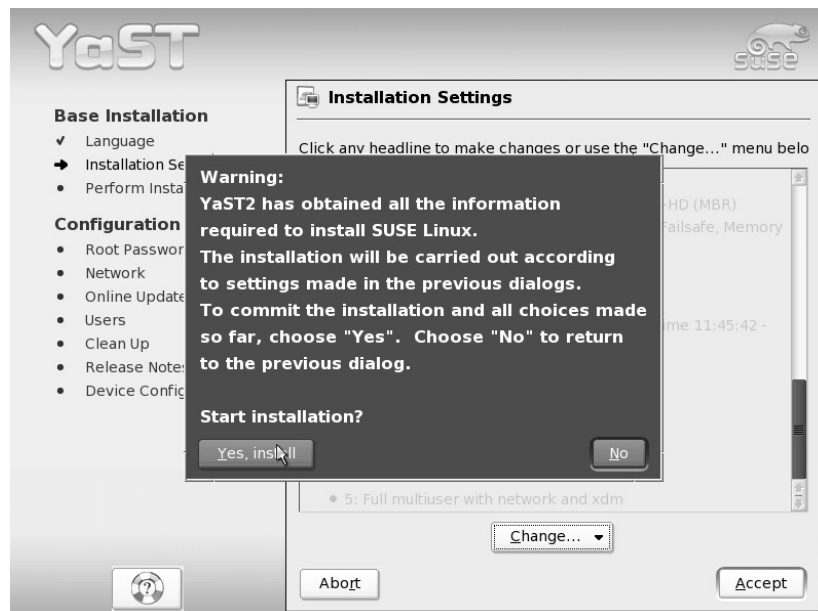 YaST
SUSE
Base Installation
Language
Installation Se
Perform Insta
Configuration
Root Passwor
Network
Online Update
Users
Clean Up
Release Note
Device Config
Installation Settings
Click any headline to make changes or use the "Change..." menu belo
-HD (MBR)
Failsafe, Memory
ime 11:45:42 -
5: Full multiuser with network and xdm
Warning:
YaST2 has obtained all the information
required to install SUSE Linux.
The installation will be carried out according
to settings made in the previous dialogs.
To commit the installation and all choices made
so far, choose "Yes". Choose "No" to return
to the previous dialog.
Start installation?
Yes, install
No
Change...
Abort
Accept